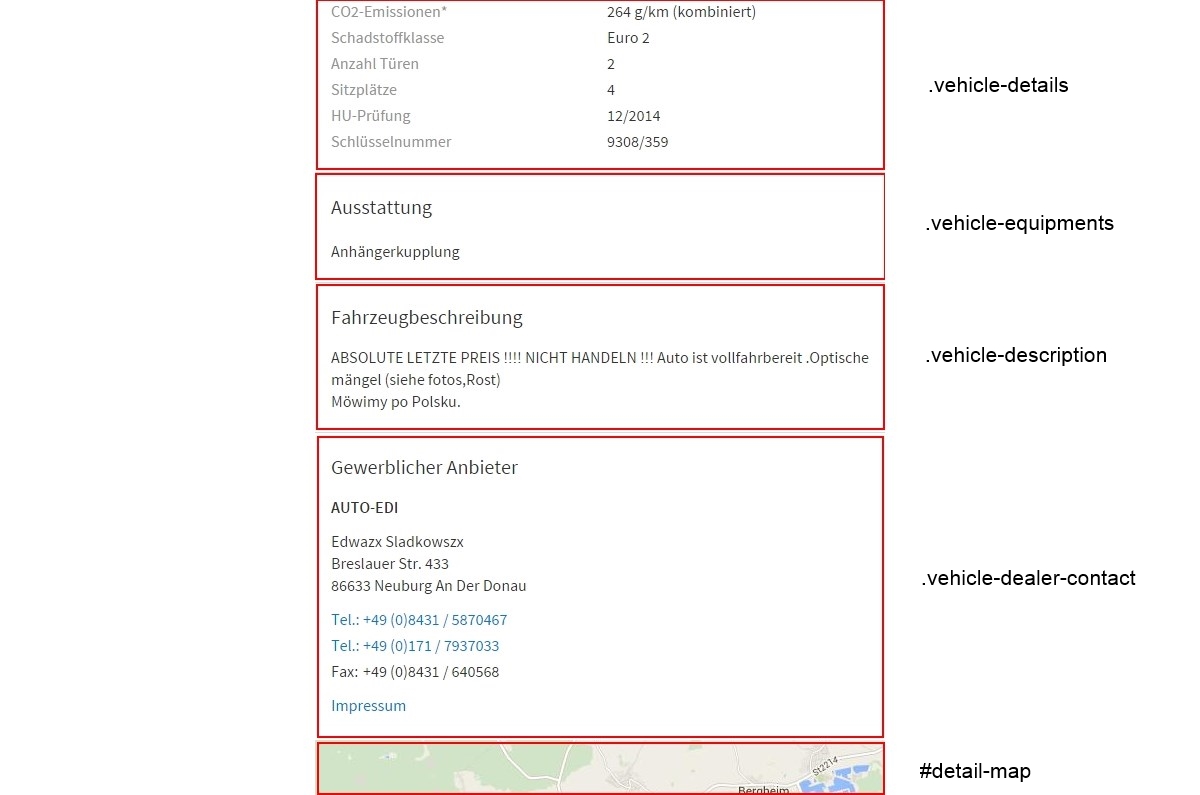 CO2-Emissionen* 264 g/km (kombiniert)
Schadstoffklasse Euro 2
Anzahl Türen 2
.vehicle-details
Sitzplätze 4
HU-Prüfung 12/2014
Schlüsselnummer 9308/359
Ausstattung
.vehicle-equipments
Anhängerkupplung
Fahrzeugbeschreibung
.vehicle-description
ABSOLUTE LETZTE PREIS !!!! NICHT HANDELN !!! Auto ist vollfahrbereit .Optische
mängel (siehe fotos,Rost)
Möwimy po Polsku.
Gewerblicher Anbieter
AUTO-EDI
Edwazx Sladkowszx
Breslauer Str. 433
.vehicle-dealer-contact
86633 Neuburg An Der Donau
Tel.: +49 (0)8431 / 5870467
Tel.: +49 (0)171 / 7937033
Fax: +49 (0)8431 / 640568
Impressum
St2214
#detail-map
Bergheim